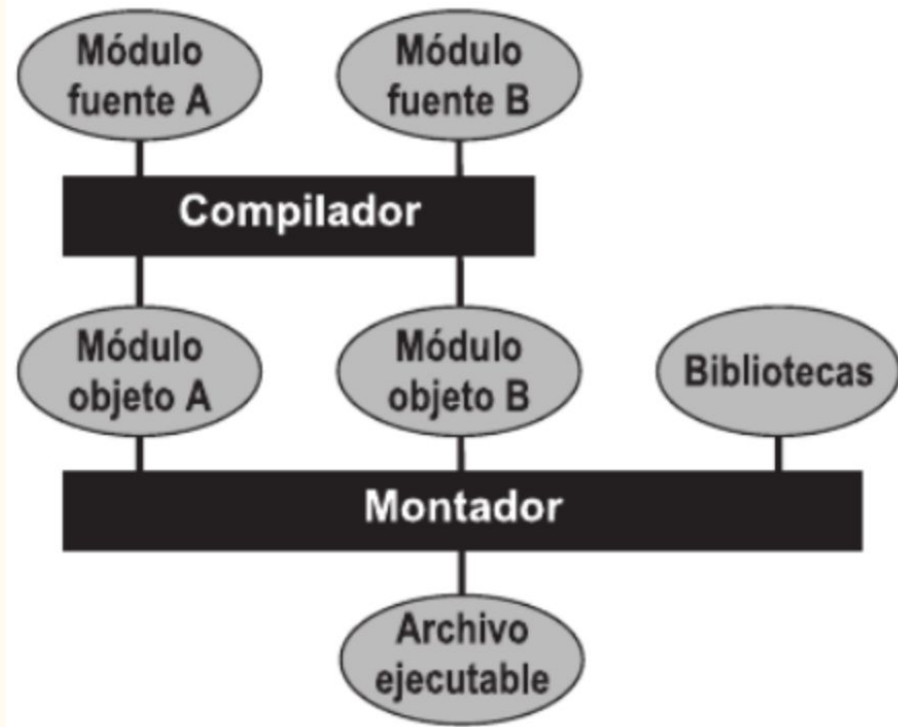 Módulo
fuente A
Módulo
fuente B
Compilador
Módulo
objeto A
Módulo
objeto B
Bibliotecas
Montador
Archivo
ejecutable